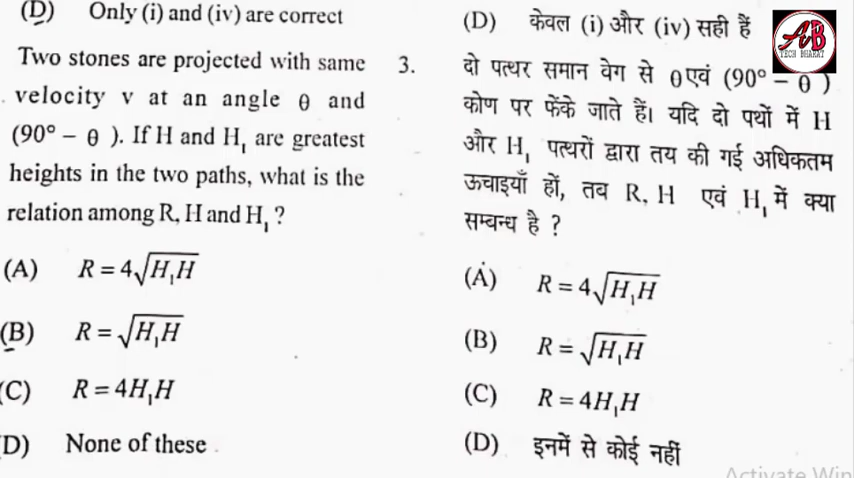 (D) Only (i) and (iv) are correct
Two stones are projected with same
velocity v at an angle θ and
(90° – θ ). If H and H₁ are greatest
heights in the two paths, what is the
relation among R, H and H₁ ?
(A) R = 4√H₁H
(B) R = √H₁H
(C) R = 4H₁H
D) None of these
(D) केवल (i) और (iv) सही हैं
3. दो पत्थर समान वेग से θ एवं (90° – θ )
कोण पर फेंके जाते हैं। यदि दो पथों में H
और H₁ पत्थरों द्वारा तय की गई अधिकतम
ऊचाइयाँ हों, तब R, H एवं H₁ में क्या
सम्बन्ध है ?
(A) R = 4√H₁H
(B) R = √H₁H
(C) R = 4H₁H
(D) इनमें से कोई नहीं
AB
TECH BHARAT
Activate Win